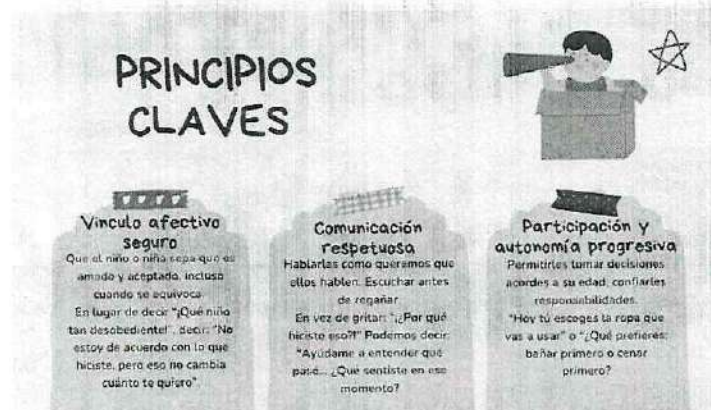 PRINCIPIOS
CLAVES
Vinculo afectivo
seguro
Que el niño o niña sepa que es
amado y aceptado, incluso
cuando se equivoca
En lugar de decir "¡Qué niño
tan desobediente!", decir: "No
estoy de acuerdo con lo que
hiciste, pero eso no cambia
cuánto te quiero".
Comunicación
respetuosa
Hablarles como queremos que
ellos hablen. Escuchar antes
de regañar
En vez de gritar: "¡¿Por qué
hiciste eso?!" Podemos decir:
"Ayúdame a entender qué
pasó... ¿Qué sentiste en ese
momento?
Participación y
autonomía progresiva
Permitirles tomar decisiones
acordes a su edad, confiarles
responsabilidades.
"Hoy tú escoges la ropa que
vas a usar" o "¿Qué prefieres:
bañar primero o cenar
primero?